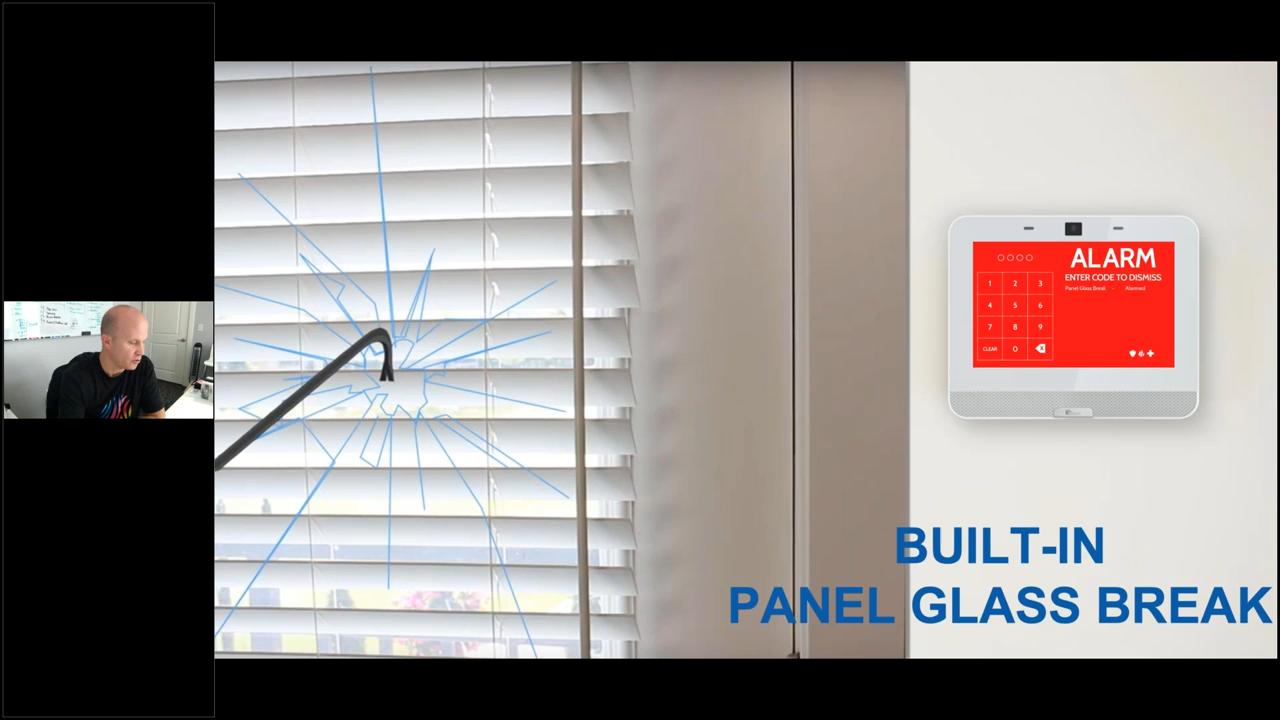 ALARM
ENTER CODE TO DISMISS
Panel Glass Break - Alarmed
1 2 3
4 5 6
7 8 9
CLEAR 0
BUILT-IN
PANEL GLASS BREAK